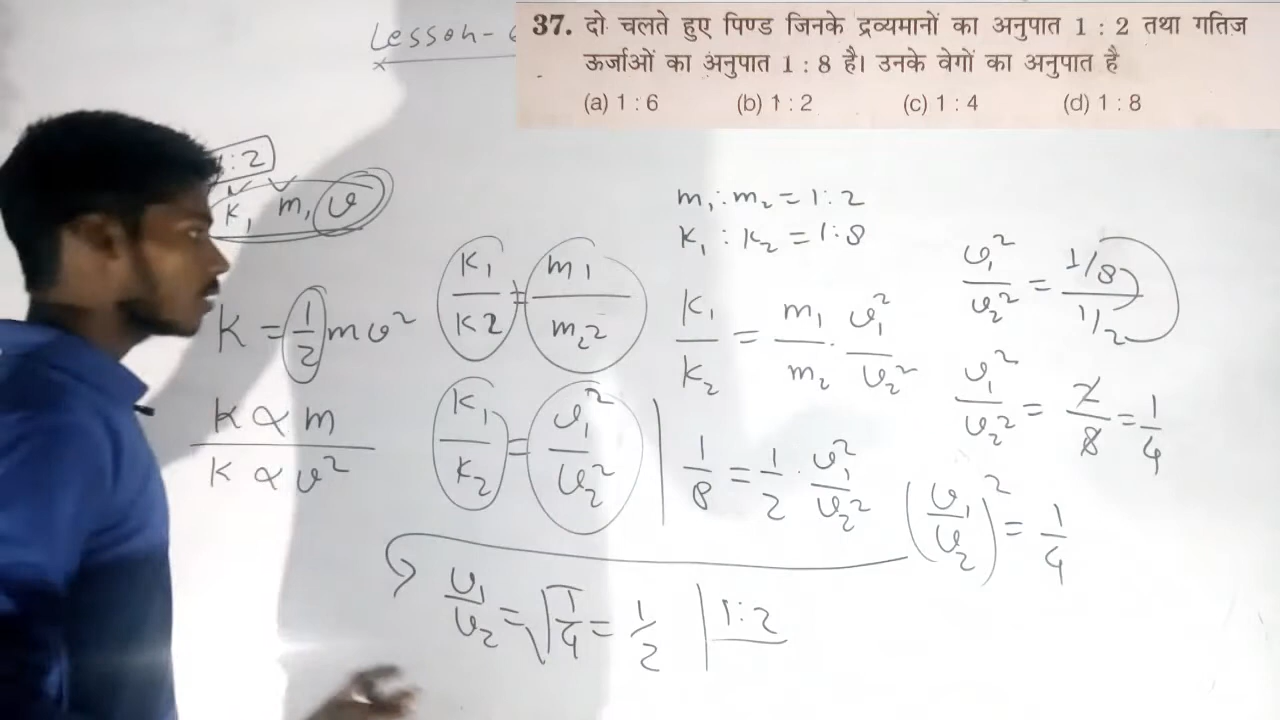 Lesson-
37. दो चलते हुए पिण्ड जिनके द्रव्यमानों का अनुपात 1 : 2 तथा गतिज
ऊर्जाओं का अनुपात 1 : 8 है। उनके वेगों का अनुपात है
(a) 1 : 6 (b) 1 : 2 (c) 1 : 4 (d) 1 : 8
: 2
K, m, v
K = 1/2 mv²
K ∝ m
K ∝ v²
K₁/K2 = m1/m₂2
K₁/K₂ = v₁²/v₂²
m₁ : m₂ = 1 : 2
K₁ : K₂ = 1 : 8
K₁/K₂ = m₁/m₂ . v₁²/v₂²
1/8 = 1/2 . v₁²/v₂²
v₁²/v₂² = 1/8 / 1/2
v₁²/v₂² = 2/8 = 1/4
(v₁/v₂)² = 1/4
v₁/v₂ = √1/4 = 1/2 | 1:2